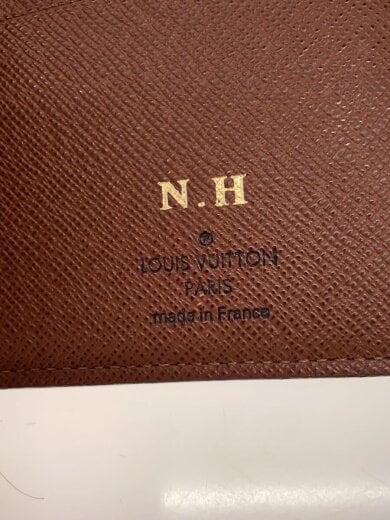 N.H
®
LOUIS VUITTON
PARIS
made in France